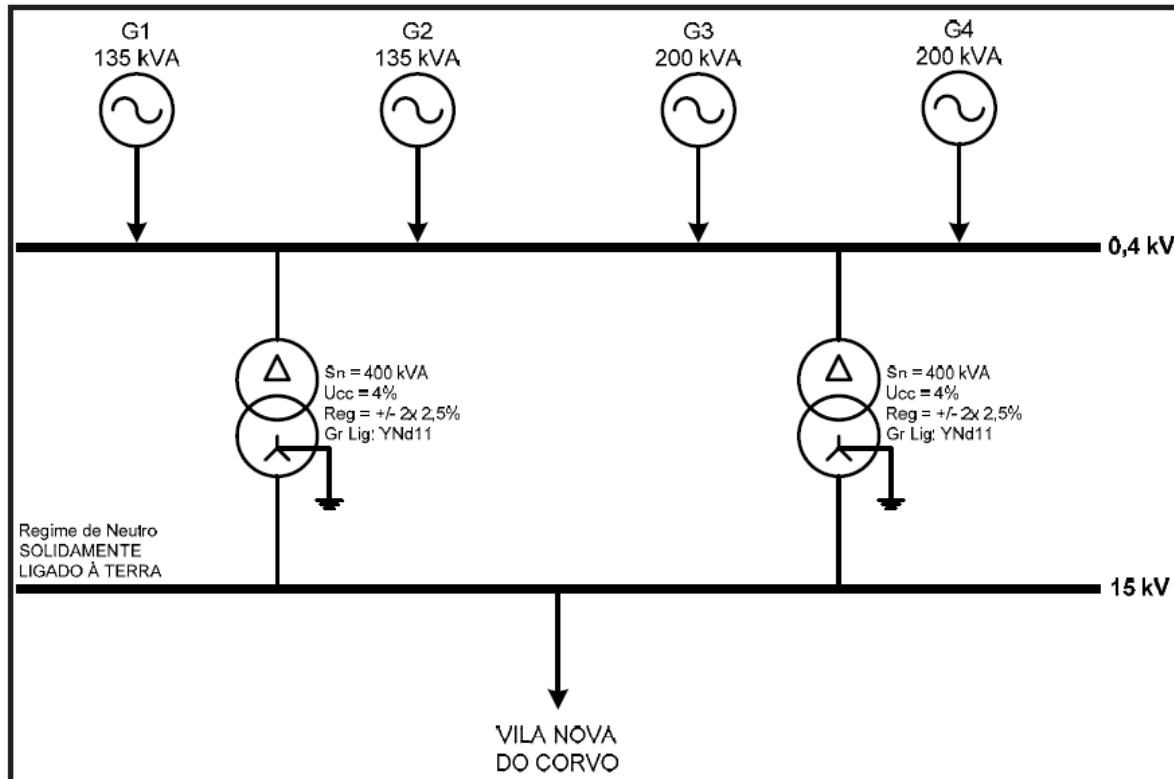 G1
135 kVA
G2
135 kVA
G3
200 kVA
G4
200 kVA
0,4 kV
Sn = 400 kVA
Ucc = 4%
Reg = +/- 2x 2,5%
Gr Lig: YNd11
Sn = 400 kVA
Ucc = 4%
Reg = +/- 2x 2,5%
Gr Lig: YNd11
Regime de Neutro
SOLIDAMENTE
LIGADO À TERRA
15 kV
VILA NOVA
DO CORVO